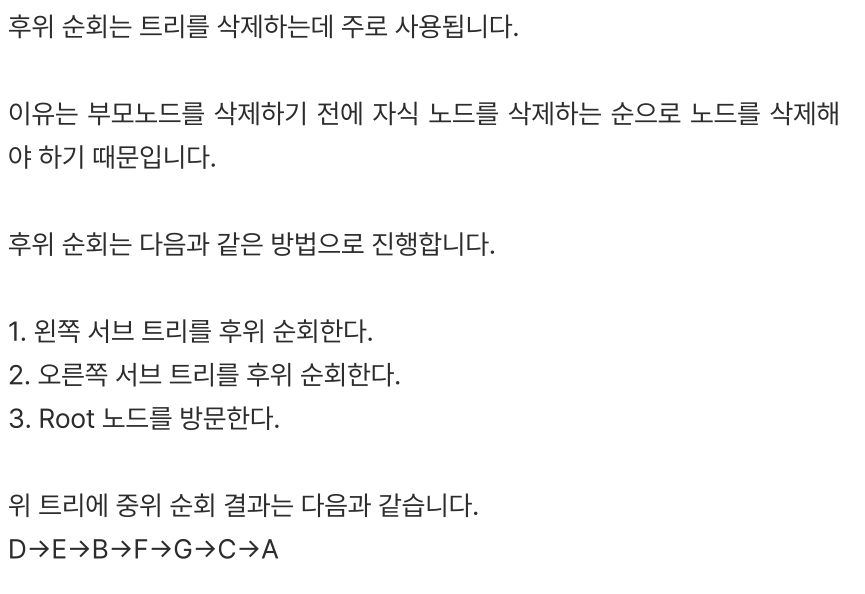 후위 순회는 트리를 삭제하는데 주로 사용됩니다.
이유는 부모노드를 삭제하기 전에 자식 노드를 삭제하는 순으로 노드를 삭제해
야 하기 때문입니다.
후위 순회는 다음과 같은 방법으로 진행합니다.
1. 왼쪽 서브 트리를 후위 순회한다.
2. 오른쪽 서브 트리를 후위 순회한다.
3. Root 노드를 방문한다.
위 트리에 중위 순회 결과는 다음과 같습니다.
D→E→B→F→G→C→A